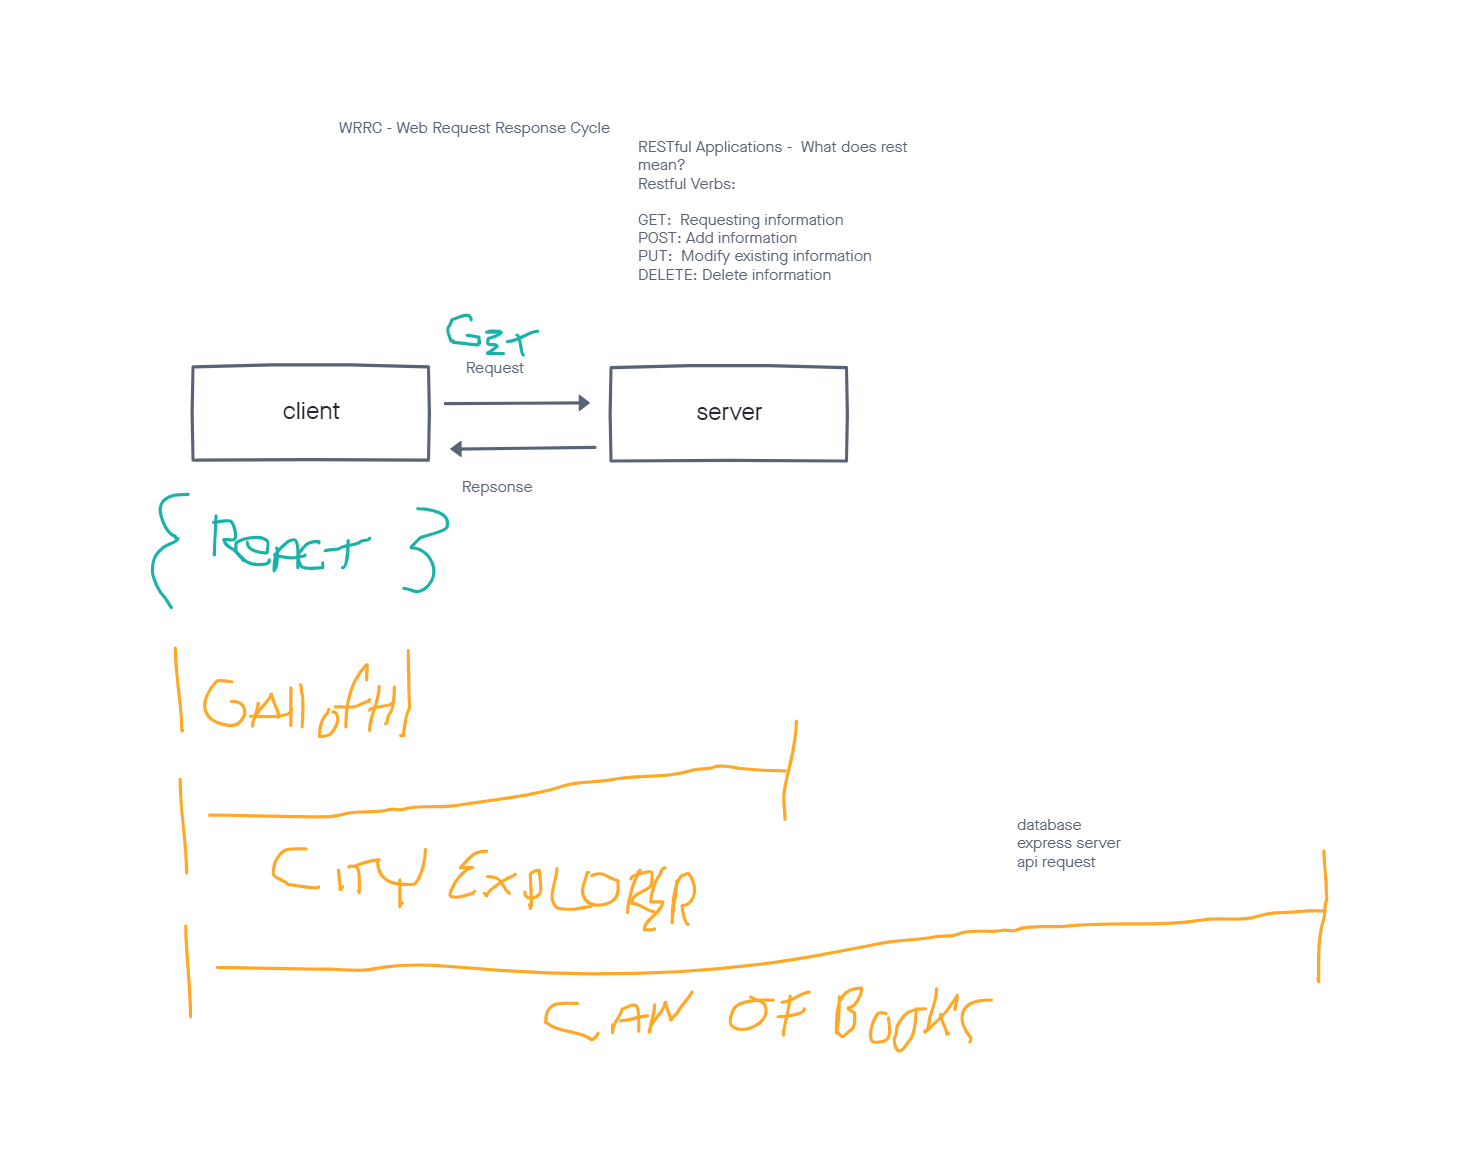 WRRC - Web Request Response Cycle
RESTful Applications -  What does rest
mean?
Restful Verbs:
GET:  Requesting information
POST: Add information
PUT:  Modify existing information
DELETE: Delete information
GET
Request
client
server
Repsonse
{ REACT }
GAll of H
database
express server
api request
CITY EXPLORER
CAN OF BOOKS